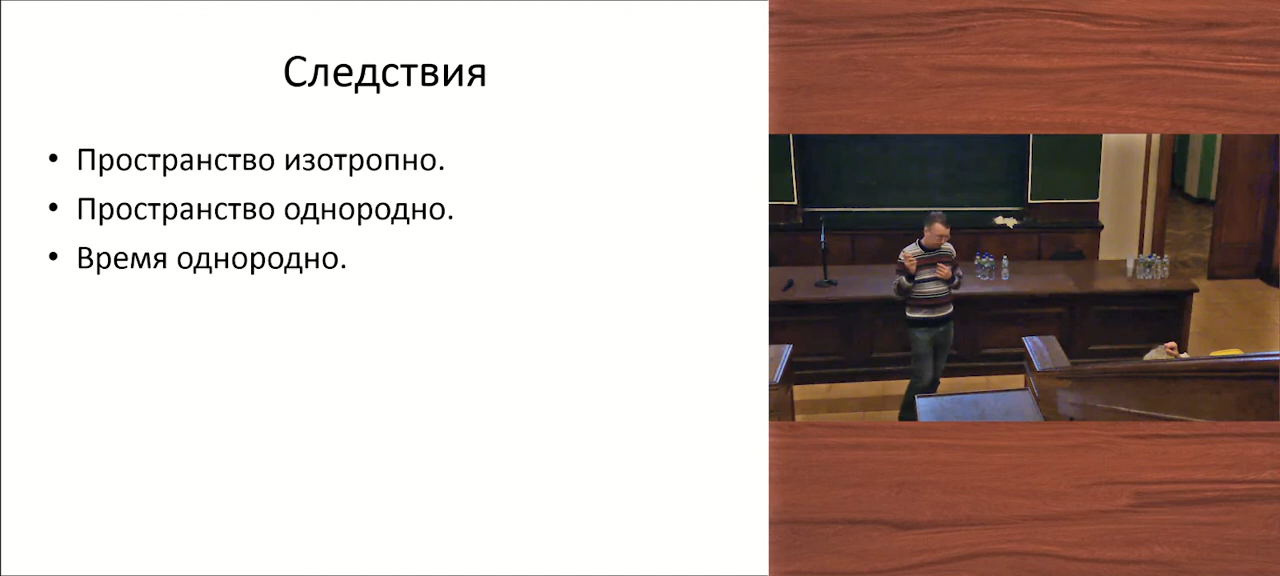 Следствия
• Пространство изотропно.
• Пространство однородно.
• Время однородно.